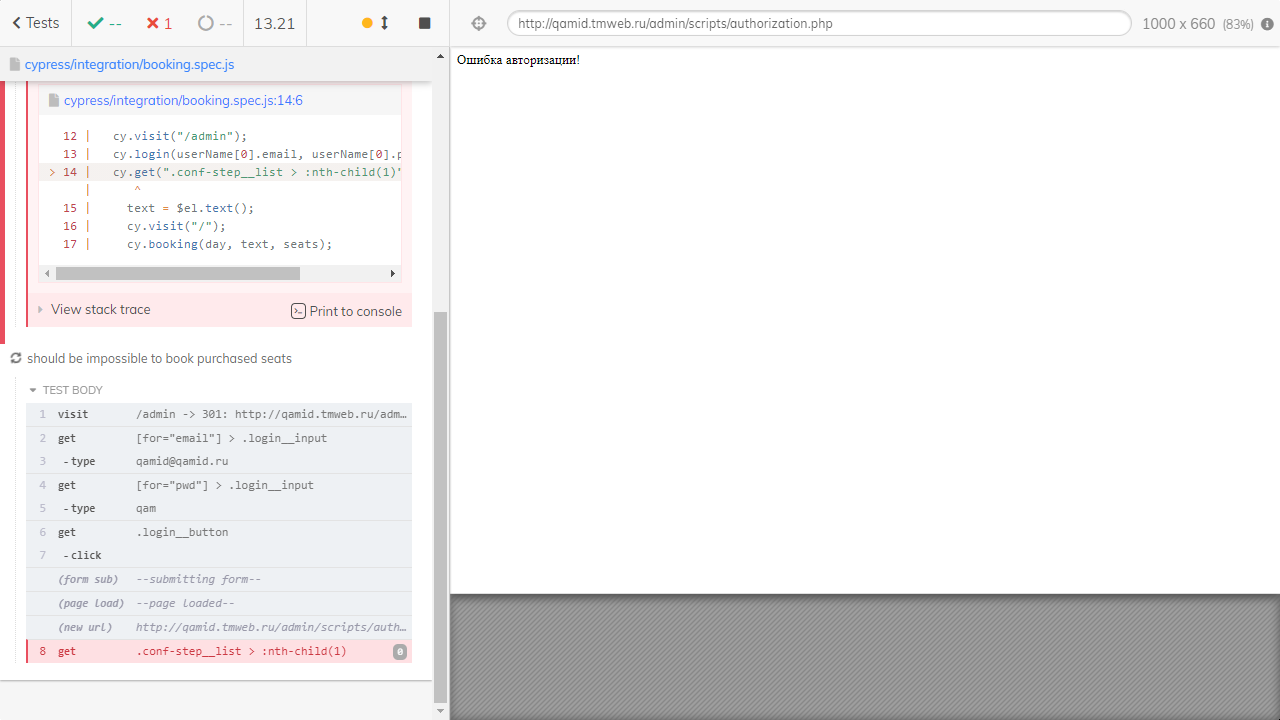 Tests
--
1
--
13.21
http://qamid.tmweb.ru/admin/scripts/authorization.php
1000 x 660 (83%)
cypress/integration/booking.spec.js
Ошибка авторизации!
cypress/integration/booking.spec.js:14:6
12 | cy.visit("/admin");
13 | cy.login(userName[0].email, userName[0].p
> 14 | cy.get(".conf-step__list > :nth-child(1)"
| ^
15 | text = $el.text();
16 | cy.visit("/");
17 | cy.booking(day, text, seats);
View stack trace
Print to console
should be impossible to book purchased seats
TEST BODY
1 visit /admin -> 301: http://qamid.tmweb.ru/adm…
2 get [for="email"] > .login__input
3 -type qamid@qamid.ru
4 get [for="pwd"] > .login__input
5 -type qam
6 get .login__button
7 -click
(form sub) --submitting form--
(page load) --page loaded--
(new url) http://qamid.tmweb.ru/admin/scripts/auth…
8 get .conf-step__list > :nth-child(1) 0